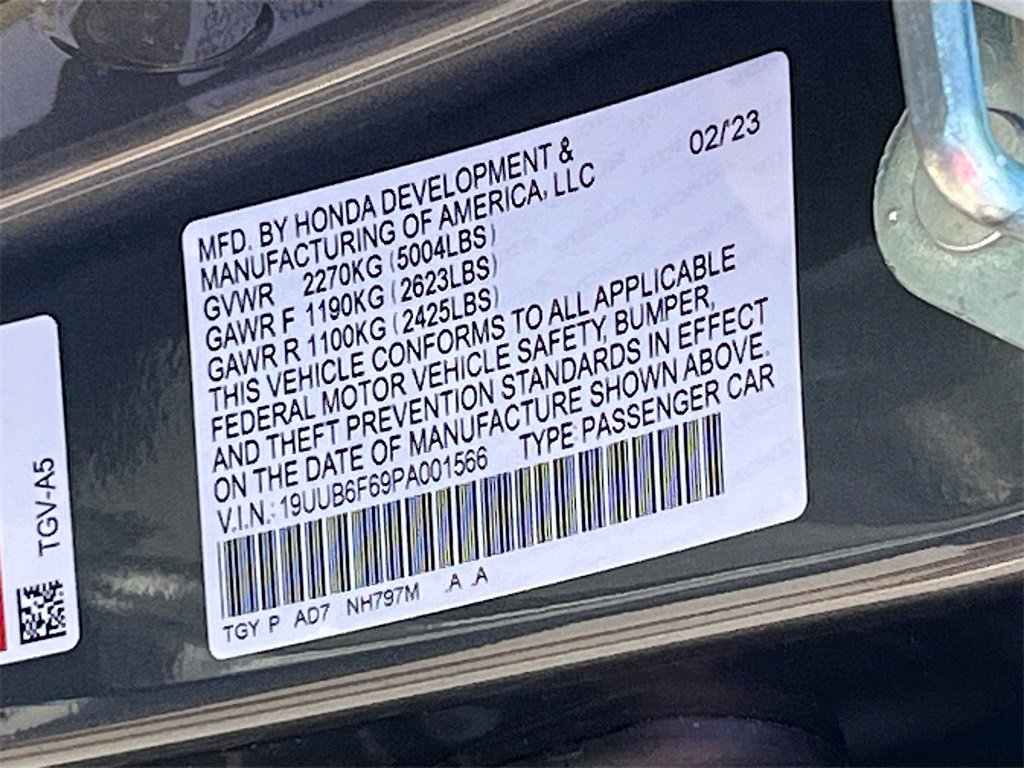 02/'23
MFD. BY HONDA DEVELOPMENT &
MANUFACTURING OF AMERICA, LLC
GVWR 2270KG (5004LBS)
GAWR F 1190KG (2623LBS)
GAWR R 1100KG (2425LBS)
THIS VEHICLE CONFORMS TO ALL APPLICABLE
FEDERAL MOTOR VEHICLE SAFETY, BUMPER,
AND THEFT PREVENTION STANDARDS IN EFFECT
ON THE DATE OF MANUFACTURE SHOWN ABOVE.
V.I.N.: 19UUB6F69PA001566 TYPE: PASSENGER CAR
TGY P AD7 NH797M .A .A
TGV-A5